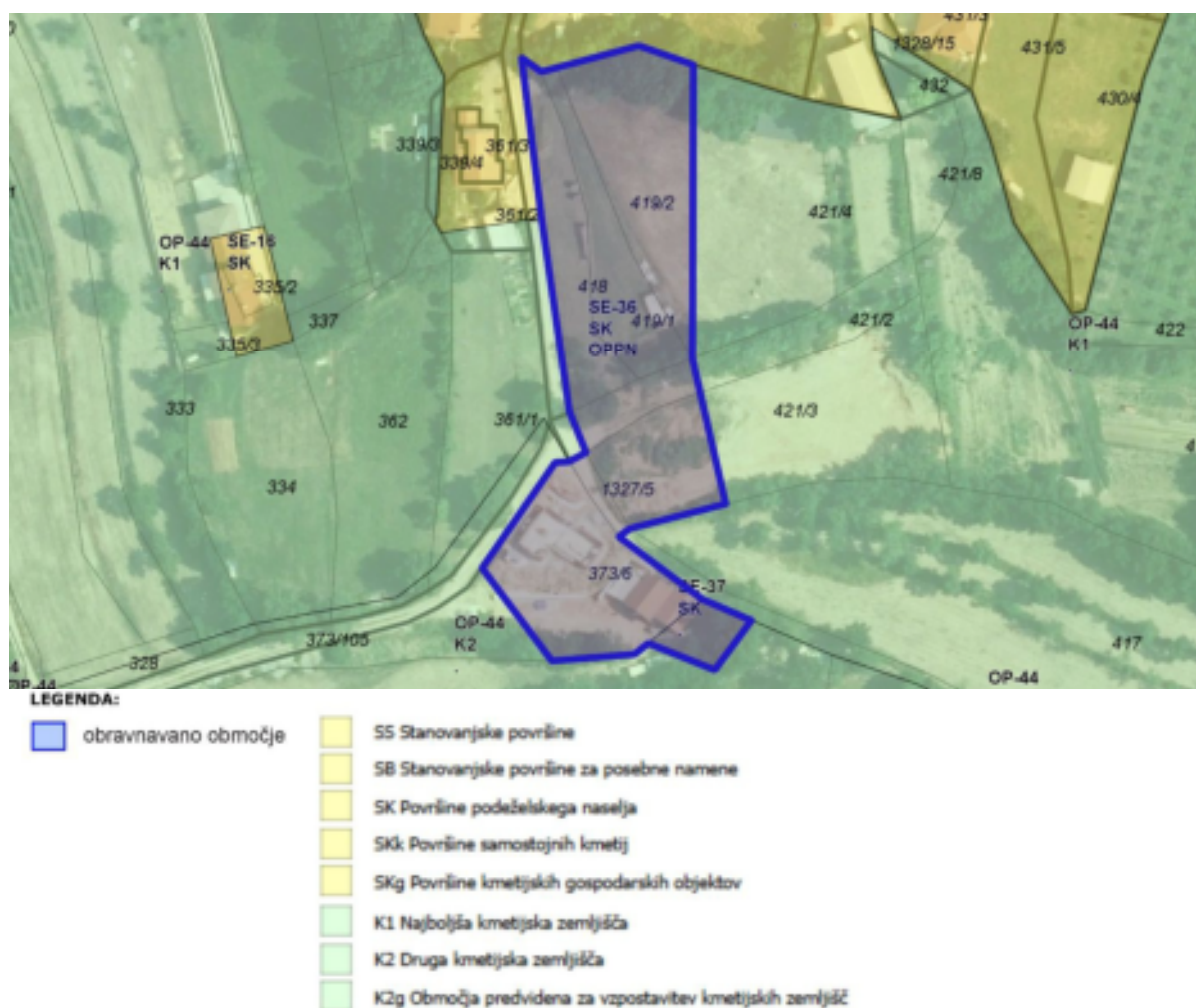 431/3
1328/15
431/5
432
430/4
339/3
339/4
361/3
421/8
361/2
419/2
421/4
OP-44 SE-16
K1 SK
335/2
418
SE-36
SK
OPPN
419/1
337
421/2
OP-44
K1
422
335/3
333
362
361/1
421/3
334
1327/5
373/6
SE-37
SK
OP-44
K2
373/105
328
417
OP-44
OP-44
LEGENDA:
obravnavano območje
SS Stanovanjske površine
SB Stanovanjske površine za posebne namene
SK Površine podeželskega naselja
SKk Površine samostojnih kmetij
SKg Površine kmetijskih gospodarskih objektov
K1 Najboljša kmetijska zemljišča
K2 Druga kmetijska zemljišča
K2g Območja predvidena za vzpostavitev kmetijskih zemljišč